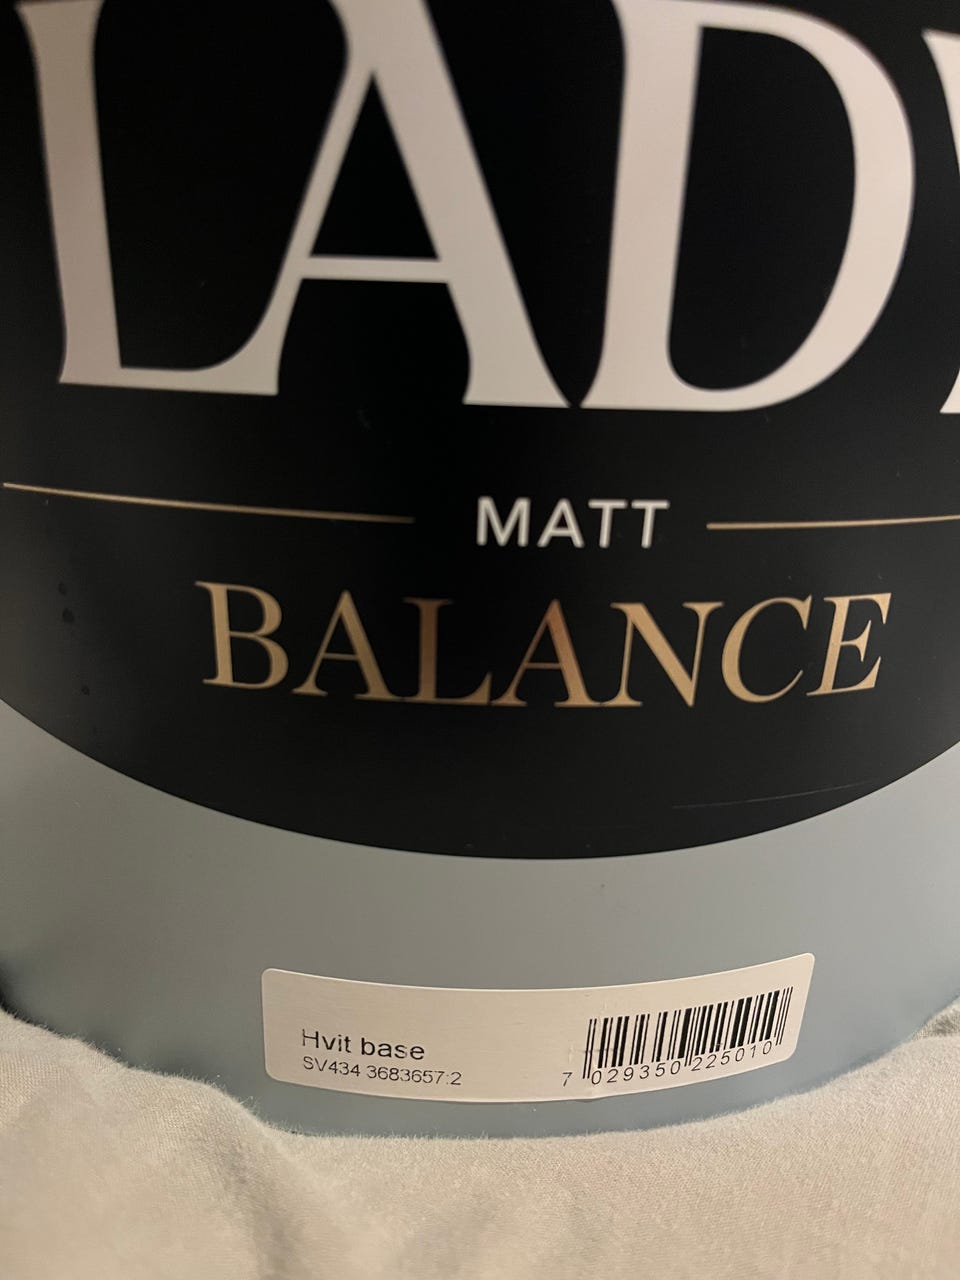 LADY
MATT
BALANCE
Hvit base
SV434 3683657:2
7 029350 225010